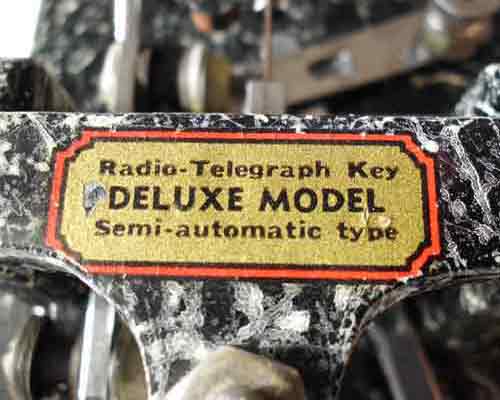 Radio-Telegraph Key
DELUXE MODEL
Semi-automatic type